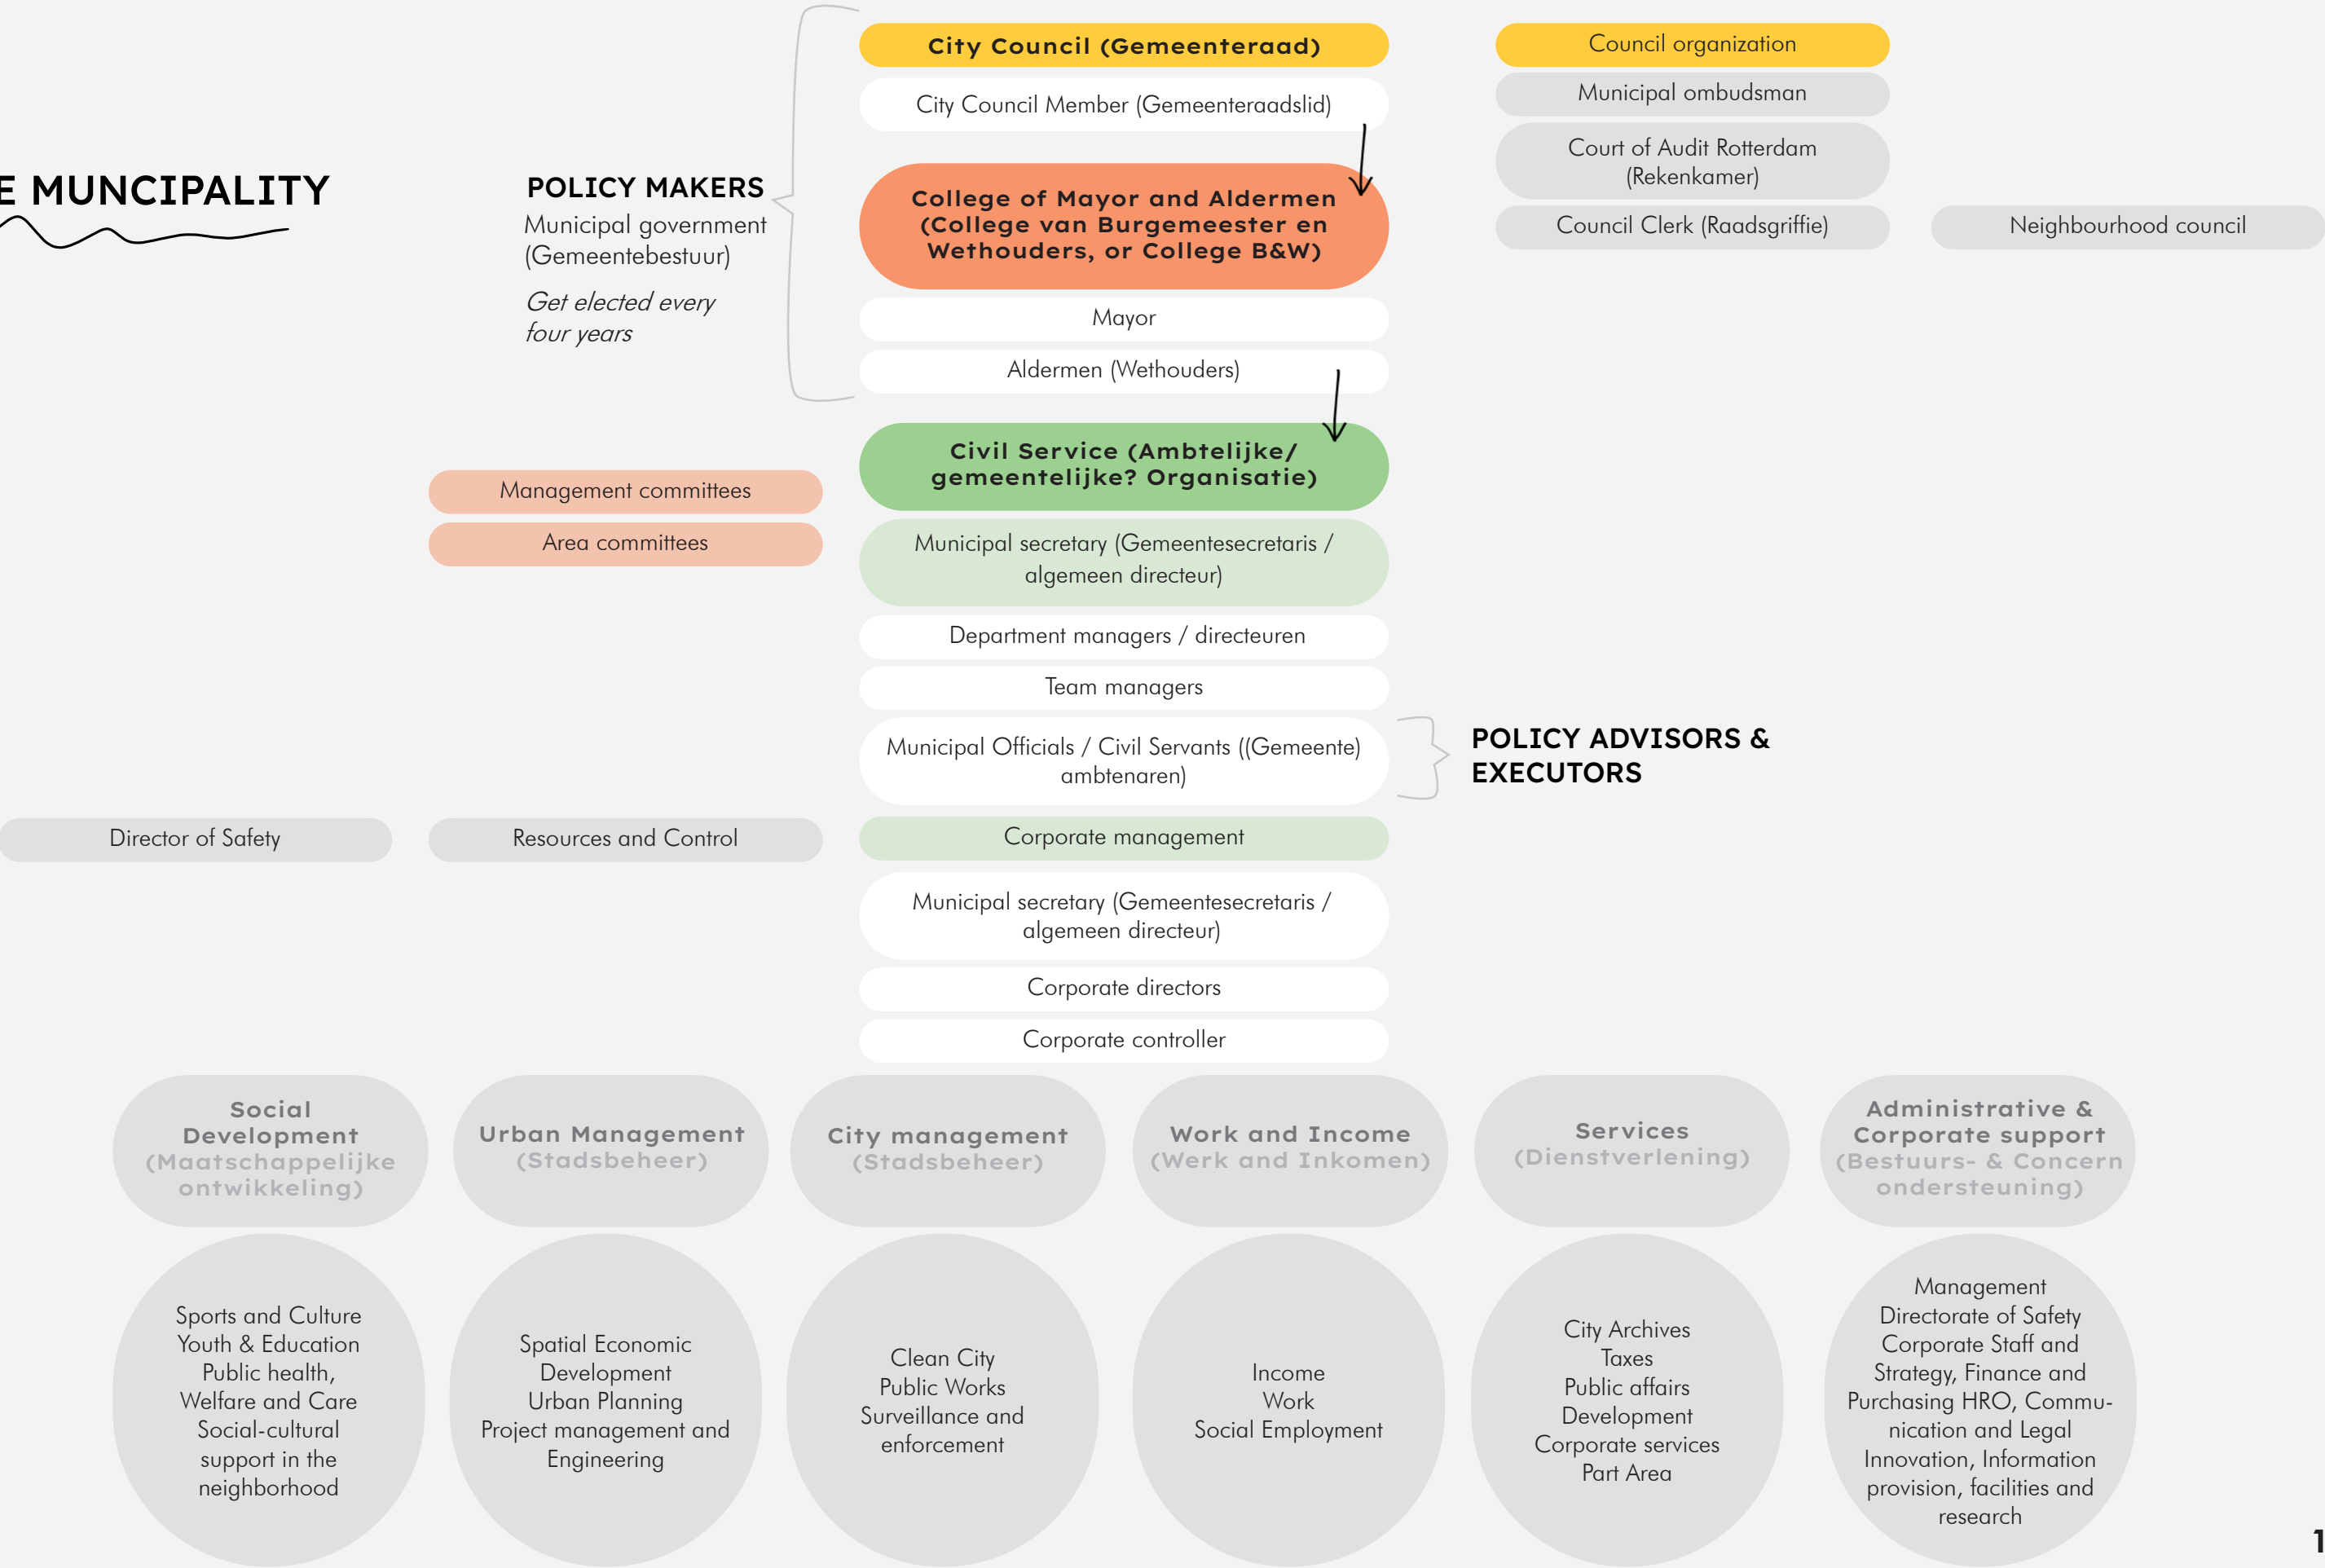 E MUNCIPALITY
POLICY MAKERS
Municipal government
(Gemeentebestuur)
Get elected every
four years
City Council (Gemeenteraad)
City Council Member (Gemeenteraadslid)
College of Mayor and Aldermen
(College van Burgemeester en
Wethouders, or College B&W)
Mayor
Aldermen (Wethouders)
Council organization
Municipal ombudsman
Court of Audit Rotterdam
(Rekenkamer)
Council Clerk (Raadsgriffie)
Neighbourhood council
Management committees
Area committees
Civil Service (Ambtelijke/
gemeentelijke? Organisatie)
Municipal secretary (Gemeentesecretaris /
algemeen directeur)
Department managers / directeuren
Team managers
Municipal Officials / Civil Servants ((Gemeente)
ambtenaren)
POLICY ADVISORS &
EXECUTORS
Director of Safety
Resources and Control
Corporate management
Municipal secretary (Gemeentesecretaris /
algemeen directeur)
Corporate directors
Corporate controller
Social
Development
(Maatschappelijke
ontwikkeling)
Urban Management
(Stadsbeheer)
City management
(Stadsbeheer)
Work and Income
(Werk and Inkomen)
Services
(Dienstverlening)
Administrative &
Corporate support
(Bestuurs- & Concern
ondersteuning)
Sports and Culture
Youth & Education
Public health,
Welfare and Care
Social-cultural
support in the
neighborhood
Spatial Economic
Development
Urban Planning
Project management and
Engineering
Clean City
Public Works
Surveillance and
enforcement
Income
Work
Social Employment
City Archives
Taxes
Public affairs
Development
Corporate services
Part Area
Management
Directorate of Safety
Corporate Staff and
Strategy, Finance and
Purchasing HRO, Commu-
nication and Legal
Innovation, Information
provision, facilities and
research
1